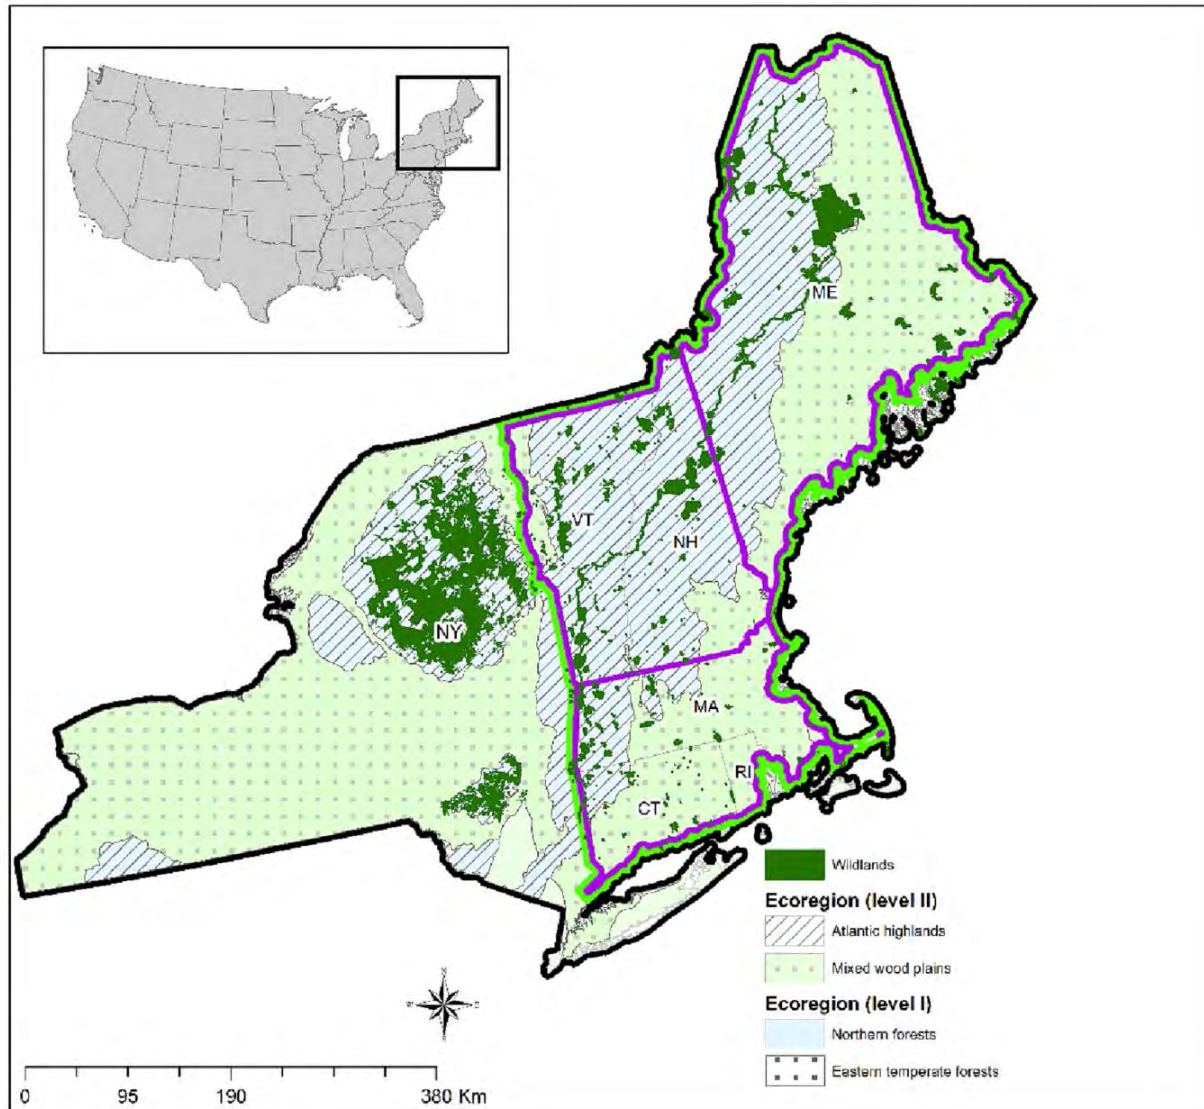 ME
VT
NH
NY
MA
RI
CT
Wildlands
Ecoregion (level II)
Atlantic highlands
Mixed wood plains
Ecoregion (level I)
Northern forests
Eastern temperate forests
N
W E
S
0 95 190 380 Km